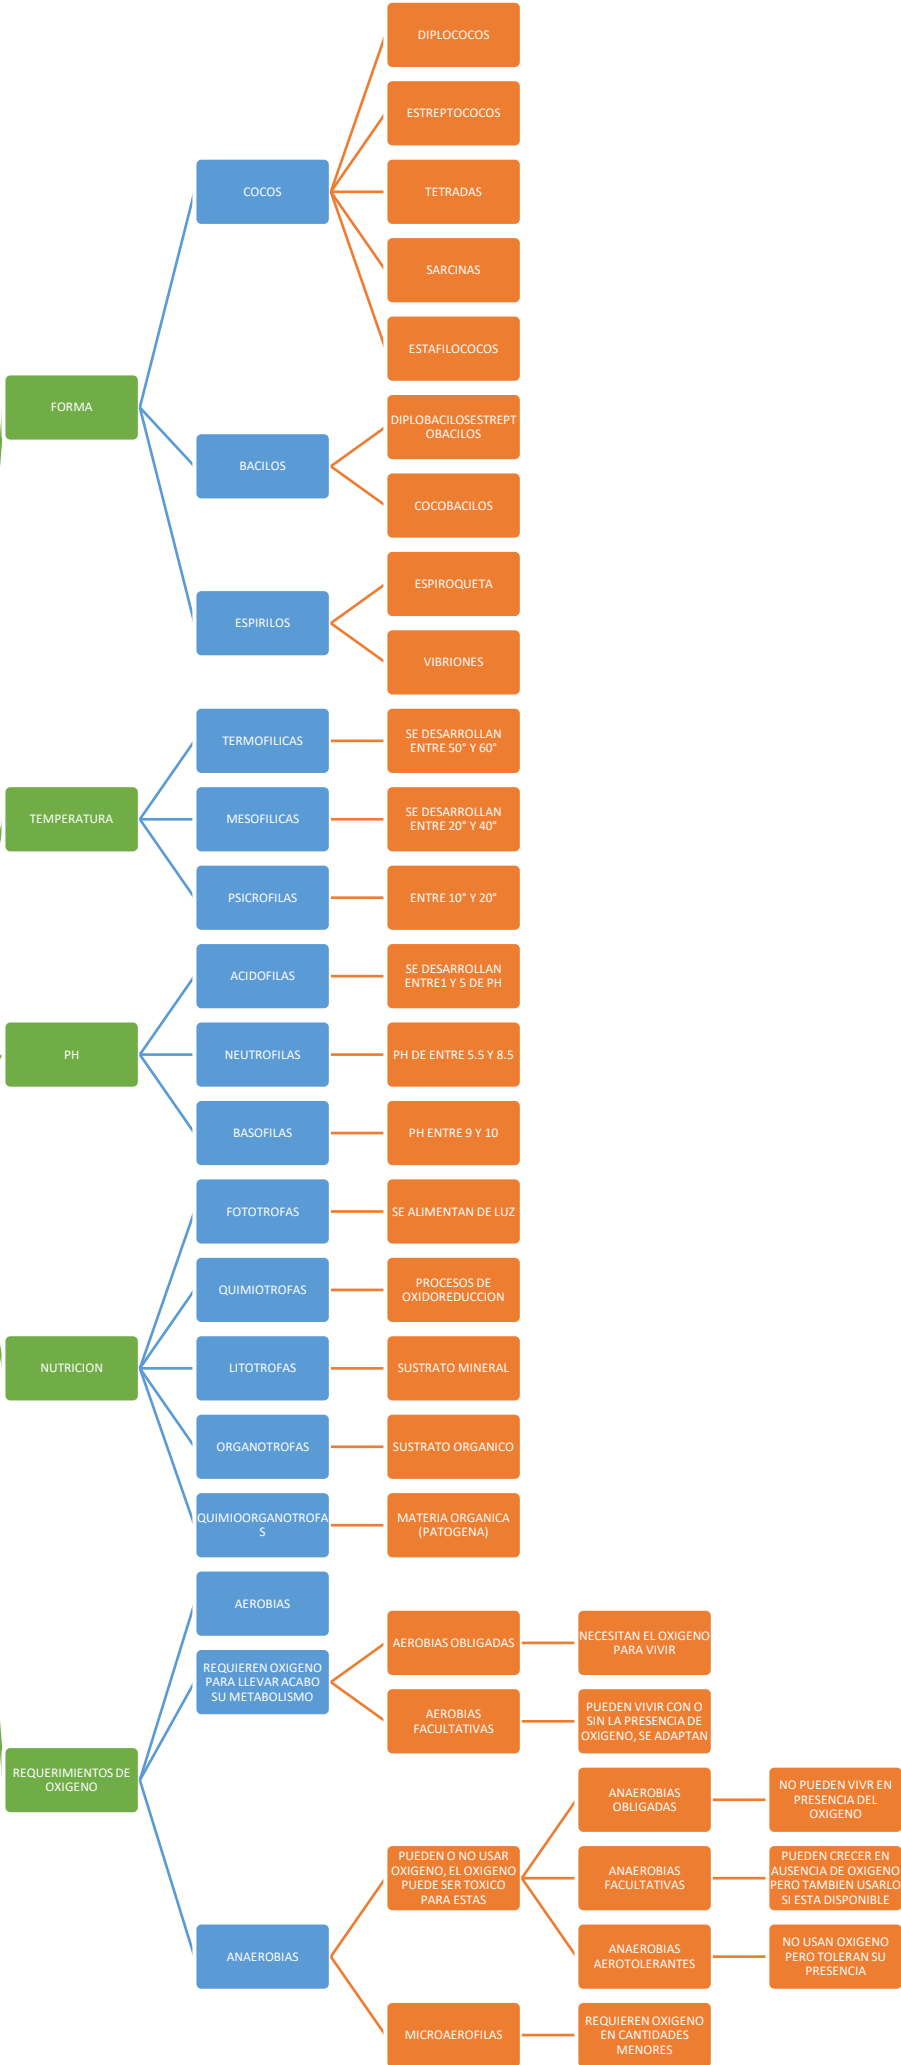 DIPLOCOCOS
ESTREPTOCOCOS
COCOS
TETRADAS
SARCINAS
ESTAFILOCOCOS
FORMA
DIPLOBACILOSESTREPT
OBACILOS
BACILOS
COCOBACILOS
ESPIROQUETA
ESPIRILOS
VIBRIONES
TERMOFILICAS
SE DESARROLLAN
ENTRE 50° Y 60°
TEMPERATURA
MESOFILICAS
SE DESARROLLAN
ENTRE 20° Y 40°
PSICROFILAS
ENTRE 10° Y 20°
ACIDOFILAS
SE DESARROLLAN
ENTRE1 Y 5 DE PH
PH
NEUTROFILAS
PH DE ENTRE 5.5 Y 8.5
BASOFILAS
PH ENTRE 9 Y 10
FOTOTROFAS
SE ALIMENTAN DE LUZ
QUIMIOTROFAS
PROCESOS DE
OXIDOREDUCCION
NUTRICION
LITOTROFAS
SUSTRATO MINERAL
ORGANOTROFAS
SUSTRATO ORGANICO
QUIMIOORGANOTROFA
S
MATERIA ORGANICA
(PATOGENA)
AEROBIAS
REQUIEREN OXIGENO
PARA LLEVAR ACABO
SU METABOLISMO
AEROBIAS OBLIGADAS
NECESITAN EL OXIGENO
PARA VIVIR
AEROBIAS
FACULTATIVAS
PUEDEN VIVIR CON O
SIN LA PRESENCIA DE
OXIGENO, SE ADAPTAN
REQUERIMIENTOS DE
OXIGENO
ANAEROBIAS
PUEDEN O NO USAR
OXIGENO, EL OXIGENO
PUEDE SER TOXICO
PARA ESTAS
ANAEROBIAS
OBLIGADAS
NO PUEDEN VIVR EN
PRESENCIA DEL
OXIGENO
ANAEROBIAS
FACULTATIVAS
PUEDEN CRECER EN
AUSENCIA DE OXIGENO
PERO TAMBIEN USARLO
SI ESTA DISPONIBLE
ANAEROBIAS
AEROTOLERANTES
NO USAN OXIGENO
PERO TOLERAN SU
PRESENCIA
MICROAEROFILAS
REQUIEREN OXIGENO
EN CANTIDADES
MENORES